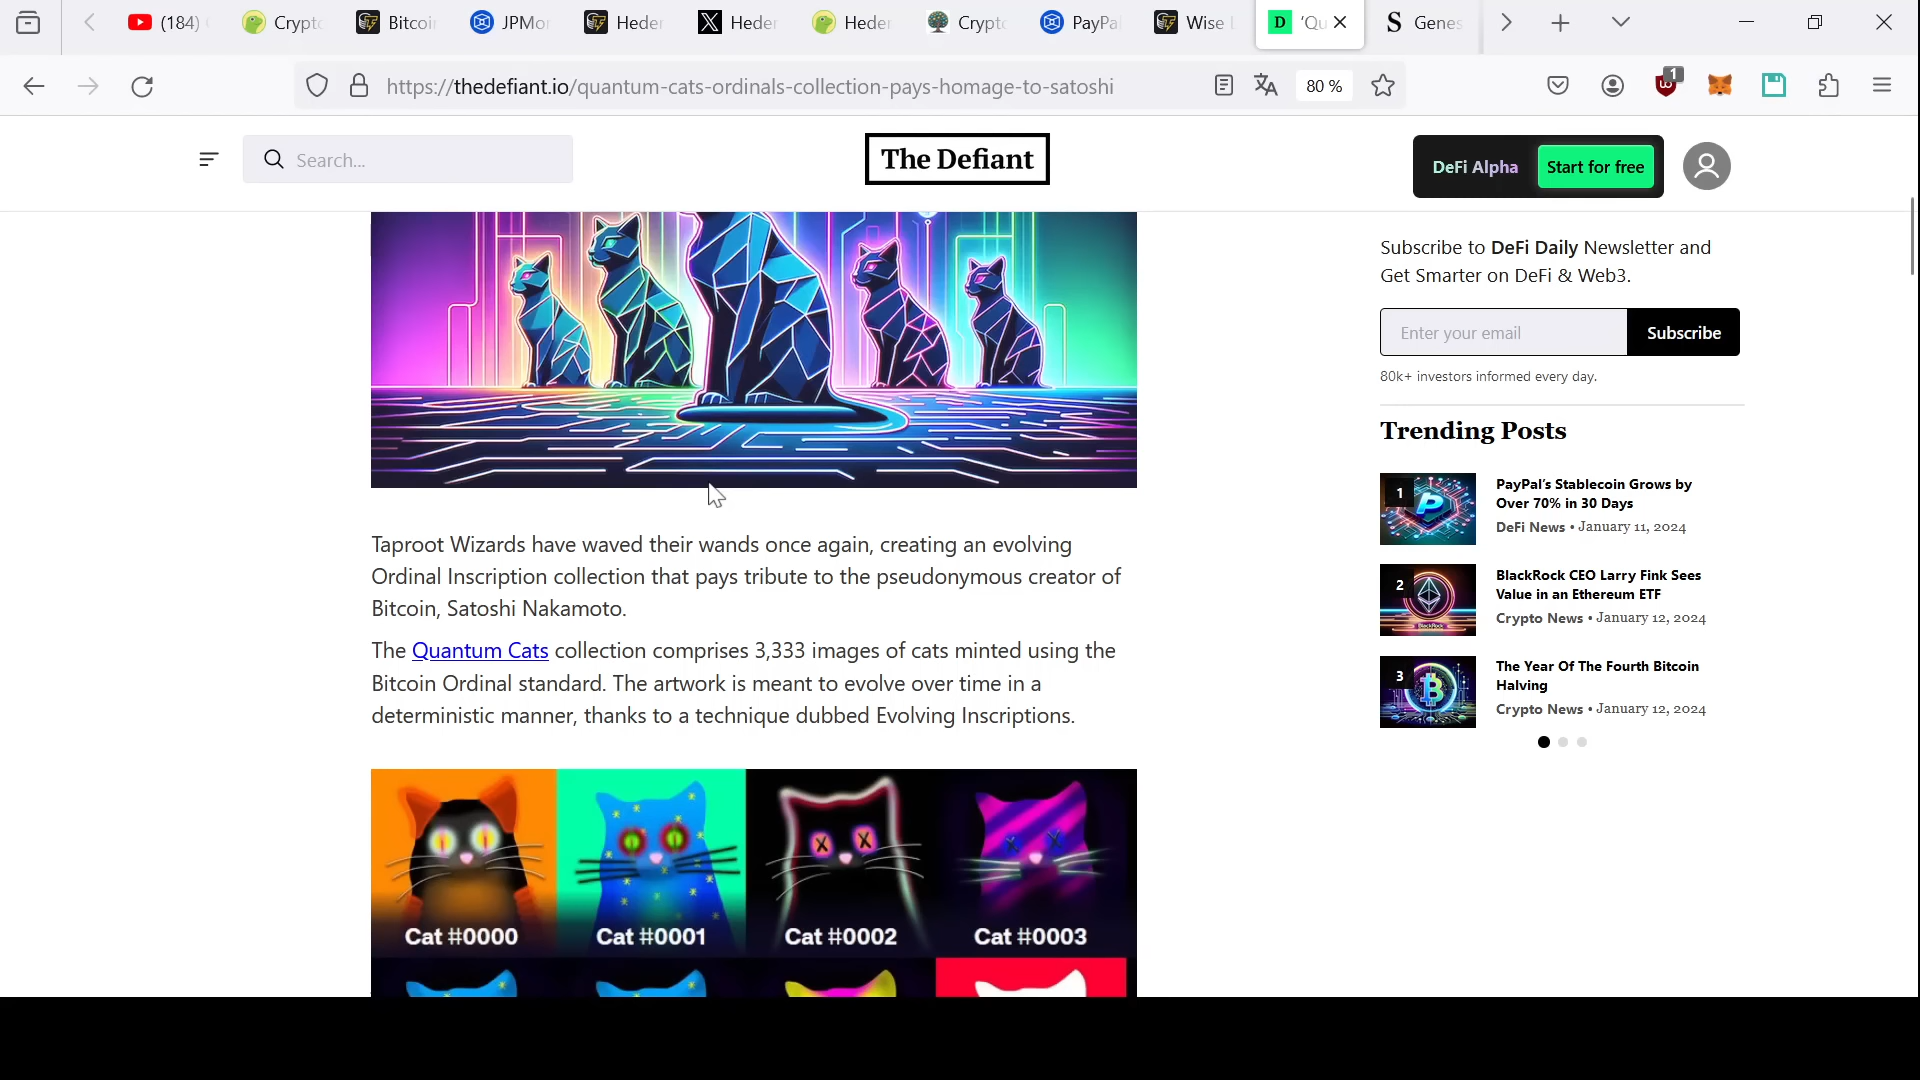 (184)
Crypto
Bitcoin
JPMor
Heder
Heder
Heder
Crypto
PayPal
Wise L
'Qu
Genes
https://thedefiant.io/quantum-cats-ordinals-collection-pays-homage-to-satoshi
80 %
1
Search...
The Defiant
DeFi Alpha
Start for free
Subscribe to DeFi Daily Newsletter and
Get Smarter on DeFi & Web3.
Enter your email
Subscribe
80k+ investors informed every day.
Trending Posts
1
PayPal's Stablecoin Grows by
Over 70% in 30 Days
DeFi News • January 11, 2024
2
BlackRock CEO Larry Fink Sees
Value in an Ethereum ETF
Crypto News • January 12, 2024
BlackRock
3
The Year Of The Fourth Bitcoin
Halving
Crypto News • January 12, 2024
Taproot Wizards have waved their wands once again, creating an evolving
Ordinal Inscription collection that pays tribute to the pseudonymous creator of
Bitcoin, Satoshi Nakamoto.
The Quantum Cats collection comprises 3,333 images of cats minted using the
Bitcoin Ordinal standard. The artwork is meant to evolve over time in a
deterministic manner, thanks to a technique dubbed Evolving Inscriptions.
Cat #0000
Cat #0001
Cat #0002
Cat #0003